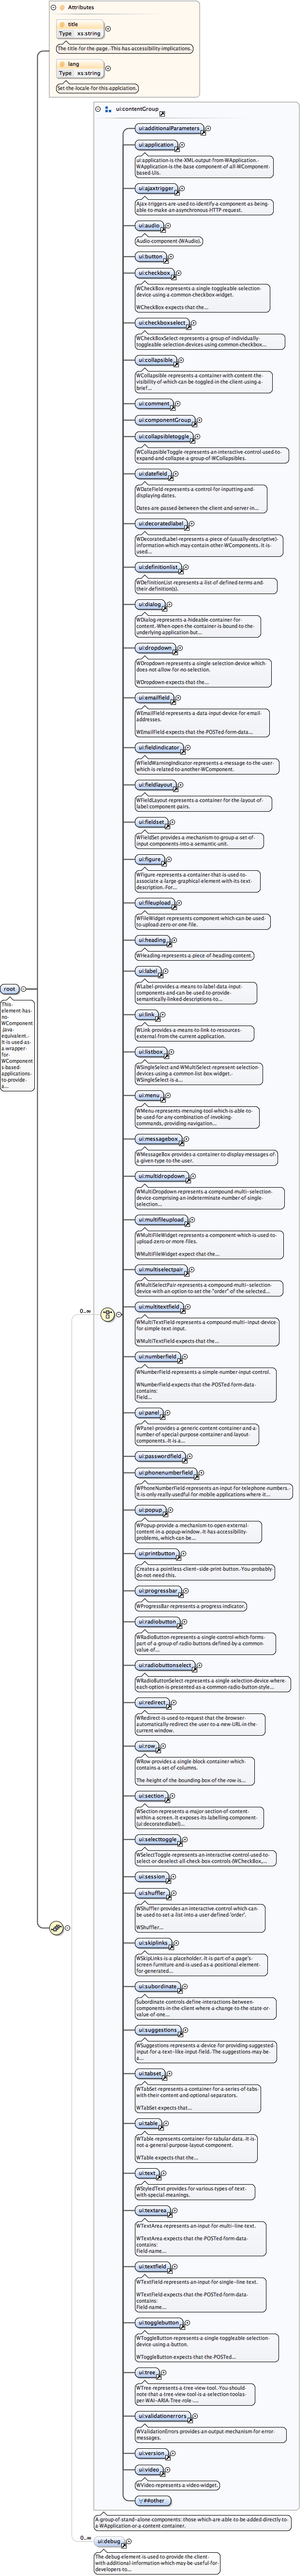 Attributes
title
Type xs:string
The title for the page. This has accessibility implications.
lang
Type xs:string
Set the locale for this appliciation.
ui:contentGroup
ui:additionalParameters
ui:application
ui:application is the XML output from WApplication.
WApplication is the base component of all WComponent
based UIs.
ui:ajaxtrigger
Ajax triggers are used to identify a component as being
able to make an asynchronous HTTP request.
ui:audio
Audio component (WAudio).
ui:button
ui:checkbox
WCheckBox represents a single toggleable selection
device using a common checkbox widget.
WCheckBox expects that the...
ui:checkboxselect
WCheckBoxSelect represents a group of individually
toggleable selection devices using common checkbox...
ui:collapsible
WCollapsible represents a container with content the
visibility of which can be toggled in the client using a
brief...
ui:comment
ui:componentGroup
ui:collapsibletoggle
WCollapsibleToggle represents an interactive control used to
expand and collapse a group of WCollapsibles.
ui:datefield
WDateField represents a control for inputting and
displaying dates.
Dates are passed between the client and server in...
ui:decoratedlabel
WDecoratedLabel represents a piece of (usually descriptive)
information which may contain other WComponents. It is
used...
ui:definitionlist
WDefinitionList represents a list of defined terms and
their definition(s).
ui:dialog
WDialog represents a hideable container for
content. When open the container is bound to the
underlying application but...
ui:dropdown
WDropdown represents a single selection device which
does not allow for no selection.
WDropdown expects that the...
ui:emailfield
WEmailField represents a data input device for email
addresses.
WEmailField expects that the POSTed form data...
ui:fieldindicator
WFieldWarningIndicator represents a message to the user
which is related to another WComponent.
ui:fieldlayout
WFieldLayout represents a container for the layout of
label:component pairs.
ui:fieldset
WFieldSet provides a mechanism to group a set of
input components into a semantic unit.
ui:figure
WFigure represents a container that is used to
associate a large graphical element with its text
description. For...
ui:fileupload
WFileWidget represents component which can be used
to upload zero or one file.
ui:heading
WHeading represents a piece of heading content.
ui:label
WLabel provides a means to label data input
components and can be used to provide
semantically linked descriptions to...
ui:link
WLink provides a means to link to resources
external from the current application.
ui:listbox
WSingleSelect and WMultiSelect represent selection
devices using a common list box widget.
WSingleSelect is a...
root
This
element has
no
WComponent
java
equivalent.
It is used as
a wrapper
for
WComponent
s based
applications
to provide
a...
ui:menu
WMenu represents menuing tool which is able to
be used for any combination of invoking
commands, providing navigation...
ui:messagebox
WMessageBox provides a container to display messages of
a given type to the user.
ui:multidropdown
WMultiDropdown represents a compound multi-selection
device comprising an indeterminate number of single
selection...
ui:multifileupload
WMultiFileWidget represents a component which is used to
upload zero or more files.
WMultiFileWidget expect that the...
ui:multiselectpair
WMultiSelectPair represents a compound multi-selection
device with an option to set the "order" of the selected...
0..∞
ui:multitextfield
WMultiTextField represents a compound multi-input device
for simple text input.
WMultiTextField expects that the...
ui:numberfield
WNumberField represents a simple number input control.
WNumberField expects that the POSTed form data
contains:
Field...
ui:panel
WPanel provides a generic content container and a
number of special purpose container and layout
components. It is a...
ui:passwordfield
ui:phonenumberfield
WPhoneNumberField represents an input for telephone numbers.
It is only really usedful for mobile applications where it...
ui:popup
WPopup provide a mechanism to open external
content in a popup window. It has accessibility
problems, which can be...
ui:printbutton
Creates a pointless client-side print button. You probably
do not need this.
ui:progressbar
WProgressBar represents a progress indicator.
ui:radiobutton
WRadioButton represents a single control which forms
part of a group of radio buttons defined by a common
value of...
ui:radiobuttonselect
WRadioButtonSelect represents a single selection device where
each option is presented as a common radio button style...
ui:redirect
WRedirect is used to request that the browser
automatically redirect the user to a new URL in the
current window.
ui:row
WRow provides a single block container which
contains a set of columns.
The height of the bounding box of the row is...
ui:section
WSection represents a major section of content
within a screen. It exposes its labelling component
(ui:decoratedlabel)...
ui:selecttoggle
WSelectToggle represents an interactive control used to
select or deselect all check box controls (WCheckBox,...
ui:session
ui:shuffler
WShuffler provides an interactive control which can
be used to set a list into a user defined 'order'.
WShuffler...
ui:skiplinks
WSkipLinks is a placeholder. It is part of a page's
screen furniture and is used as a positional element
for generated...
ui:subordinate
Subordinate controls define interactions between
components in the client where a change to the state or
value of one...
ui:suggestions
WSuggestions represents a device for providing suggested
input for a text-like input field. The suggestions may be
a...
ui:tabset
WTabSet represents a container for a series of tabs
with their content and optional separators.
WTabSet expects that...
ui:table
WTable represents container for tabular data. It is
not a general purpose layout component.
WTable expects that the...
ui:text
WStyledText provides for various types of text
with special meanings.
ui:textarea
WTextArea represents an input for multi-line text.
WTextArea expects that the POSTed form data
contains:
Field name...
ui:textfield
WTextField represents an input for single-line text.
WTextField expects that the POSTed form data
contains:
Field name...
ui:togglebutton
WToggleButton represents a single toggleable selection
device using a button.
WToggleButton expects that the POSTed...
ui:tree
WTree represents a tree view tool. You should
note that a tree view tool is a selection toolas
per WAI-ARIA Tree role -...
ui:validationerrors
WValidationErrors provides an output mechanism for error
messages.
ui:version
ui:video
WVideo represents a video widget.
##other
A group of stand-alone components: those which are able to be added directly to
a WApplication or a content container.
0..∞
ui:debug
The debug element is used to provide the client
with additional information which may be useful for
developers to...